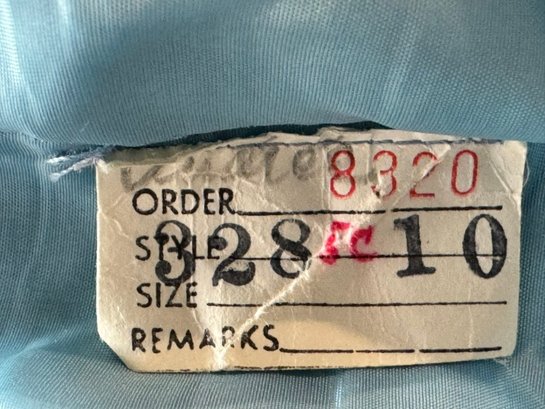 8320
ORDER
STYLE 328 FC 10
SIZE
REMARKS